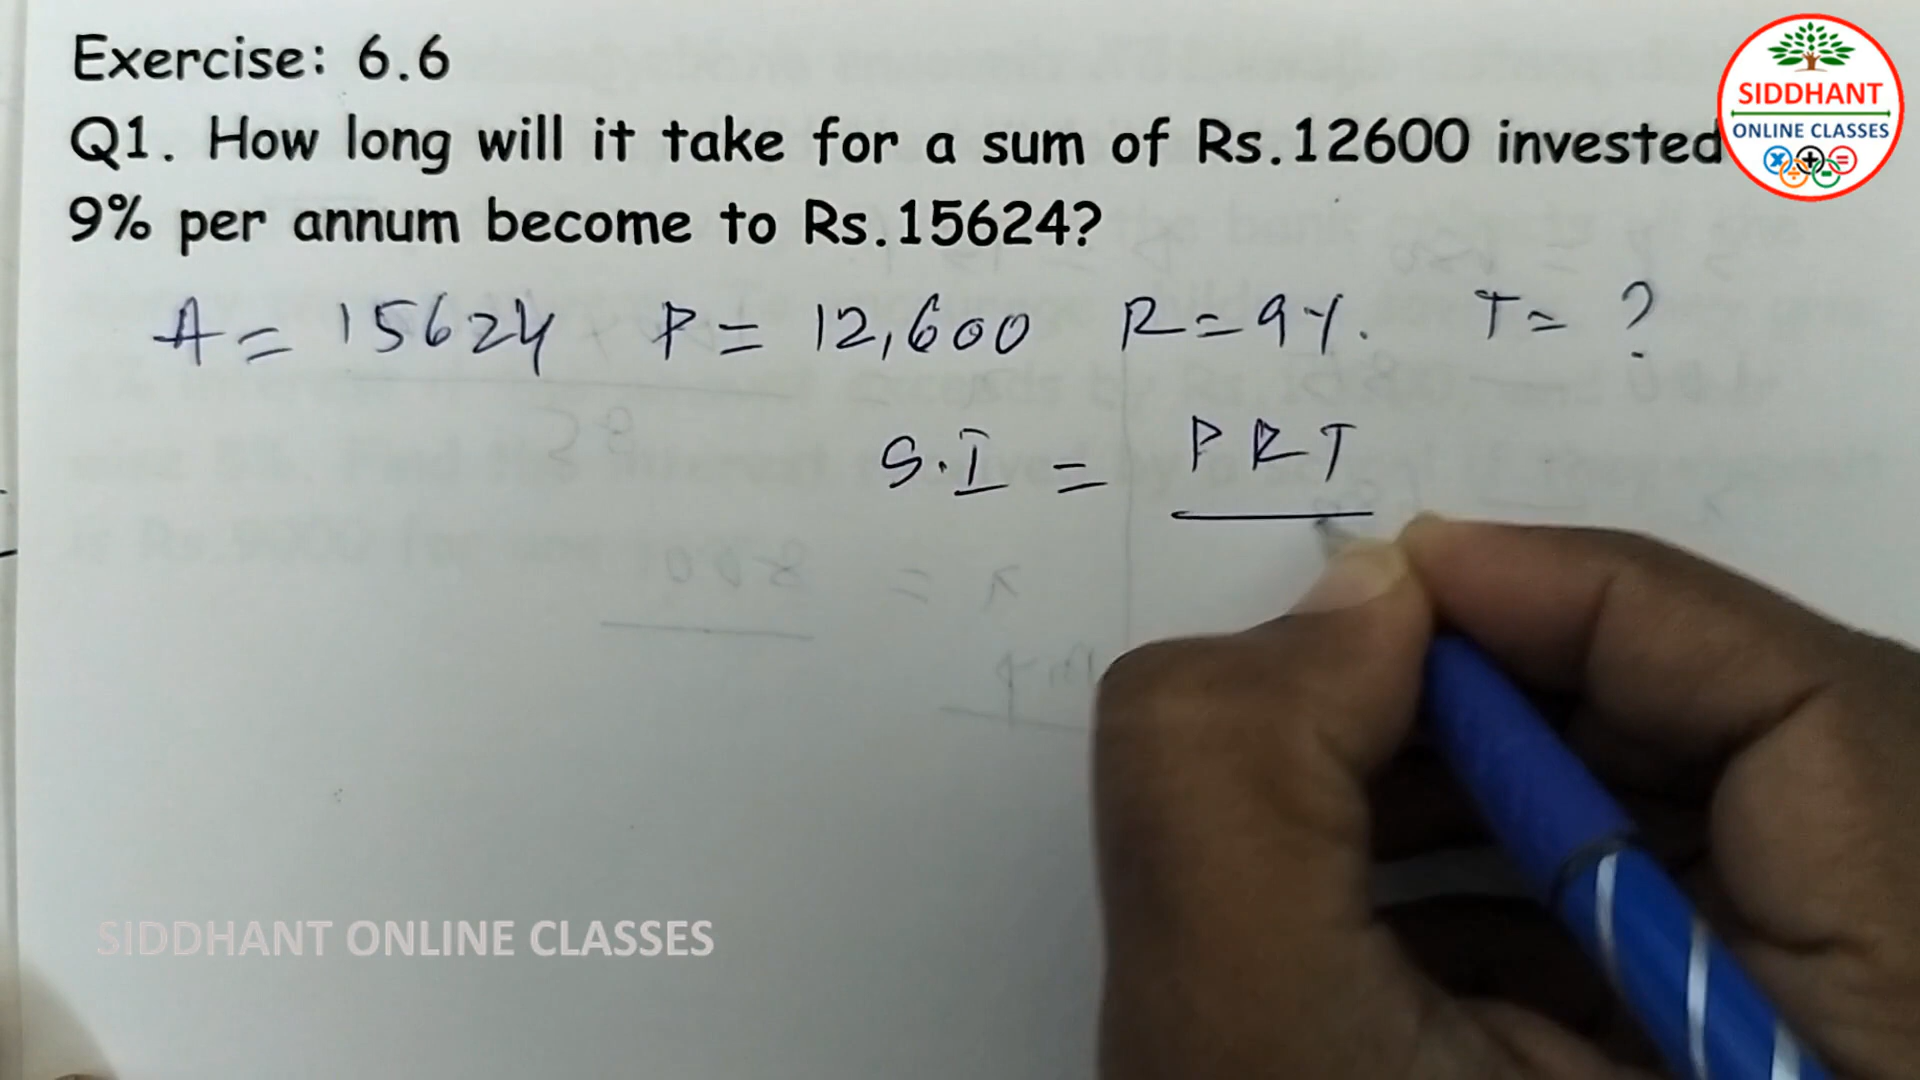 Exercise: 6.6
Q1. How long will it take for a sum of Rs.12600 invested
9% per annum become to Rs.15624?
A = 15624 P = 12,600 R = 9%. T = ?
S.I = PRT
SIDDHANT
ONLINE CLASSES
SIDDHANT ONLINE CLASSES